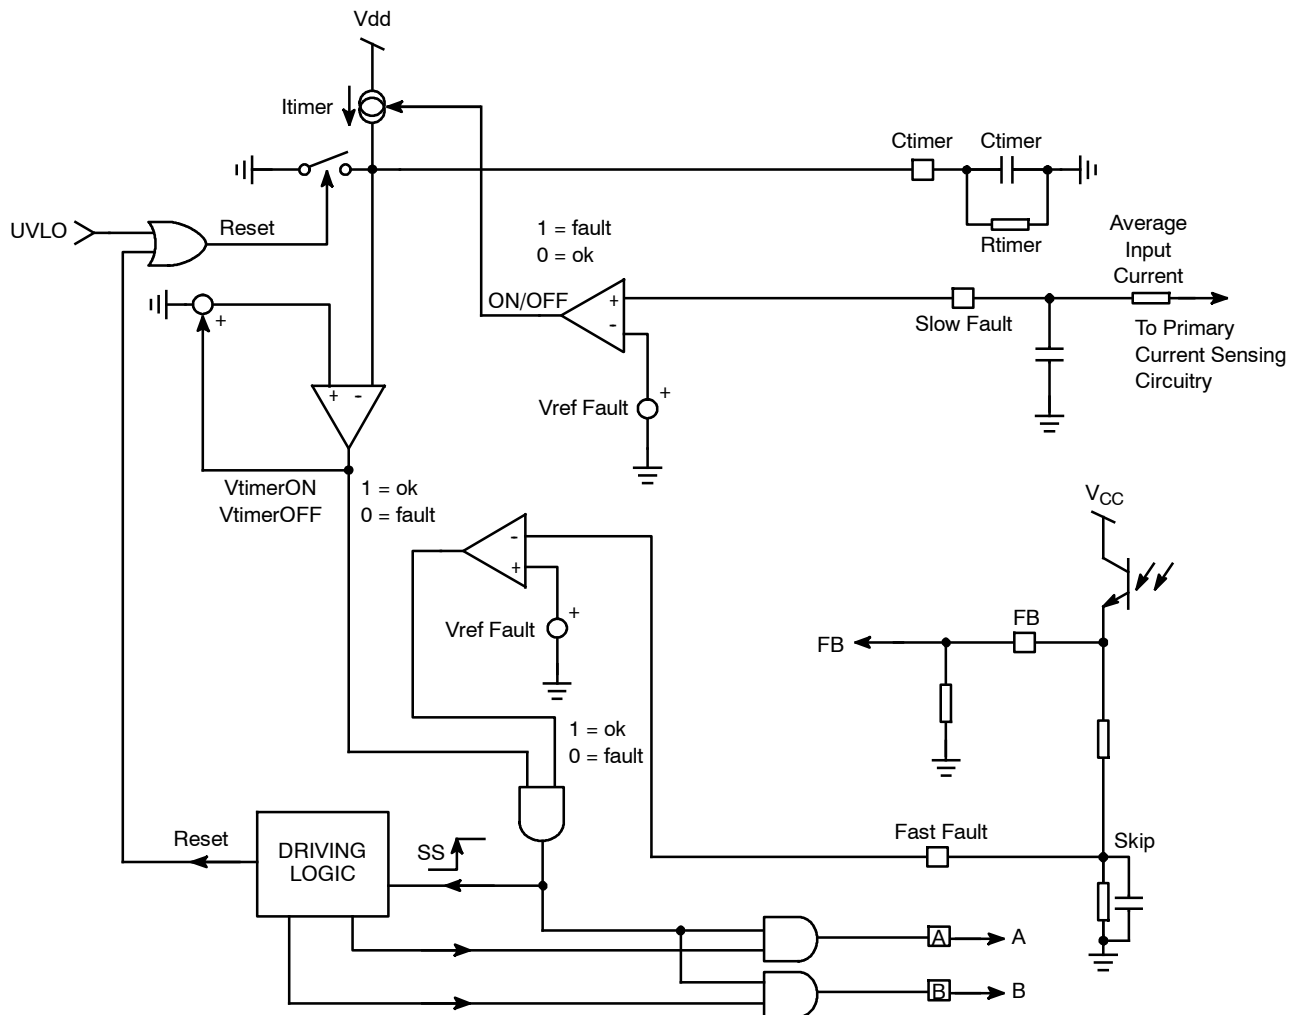 Vdd
Itimer
Ctimer
Ctimer
UVLO
Reset
1 = fault
0 = ok
Rtimer
Average
Input
Current
ON/OFF
+
-
Slow Fault
To Primary
Current Sensing
Circuitry
+
+ -
Vref Fault
+
VtimerON
VtimerOFF
1 = ok
0 = fault
VCC
-
+
Vref Fault
+
FB
FB
1 = ok
0 = fault
Reset
DRIVING
LOGIC
SS
Fast Fault
Skip
A
A
B
B